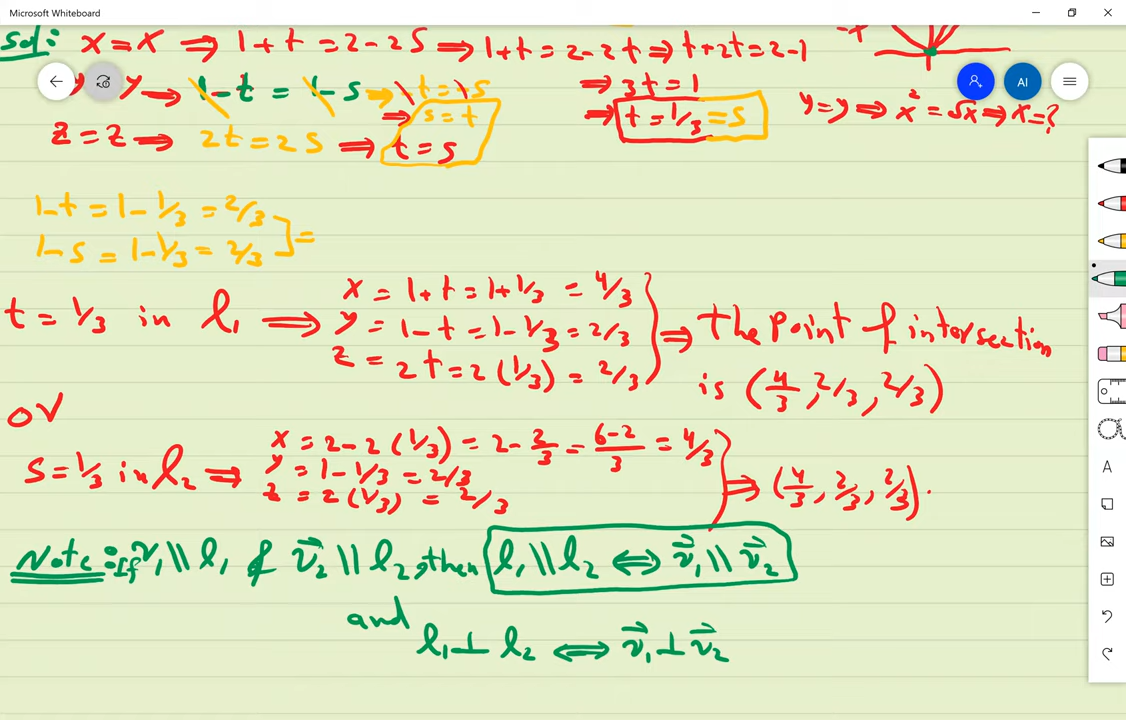 Microsoft Whiteboard
Sol: x = x ⇒ 1+t = 2-2s ⇒ 1+t = 2-2t ⇒ t+2t = 2-1
y ⇒ 1-t = 1-s ⇒ -t = -s ⇒ s = t
⇒ 3t = 1
z = z ⇒ 2t = 2s ⇒ t = s
⇒ t = 1/3 = s
y = y ⇒ x² = √x ⇒ x = ?
AI
1-t = 1-1/3 = 2/3
1-s = 1-1/3 = 2/3 ] =
t = 1/3 in l₁ ⇒ x = 1+t = 1+1/3 = 4/3
y = 1-t = 1-1/3 = 2/3
z = 2t = 2(1/3) = 2/3
⇒ the point of intersection
is (4/3, 2/3, 2/3)
or
s = 1/3 in l₂ ⇒ x = 2-2(1/3) = 2-2/3 = 6-2/3 = 4/3
y = 1-1/3 = 2/3
z = 2(1/3) = 2/3
⇒ (4/3, 2/3, 2/3).
Note: If v₁ || l₁ & v⃗₂ || l₂, then l₁ || l₂ ⇔ v⃗₁ || v⃗₂
and
l₁ ⊥ l₂ ⇔ v⃗₁ ⊥ v⃗₂
A